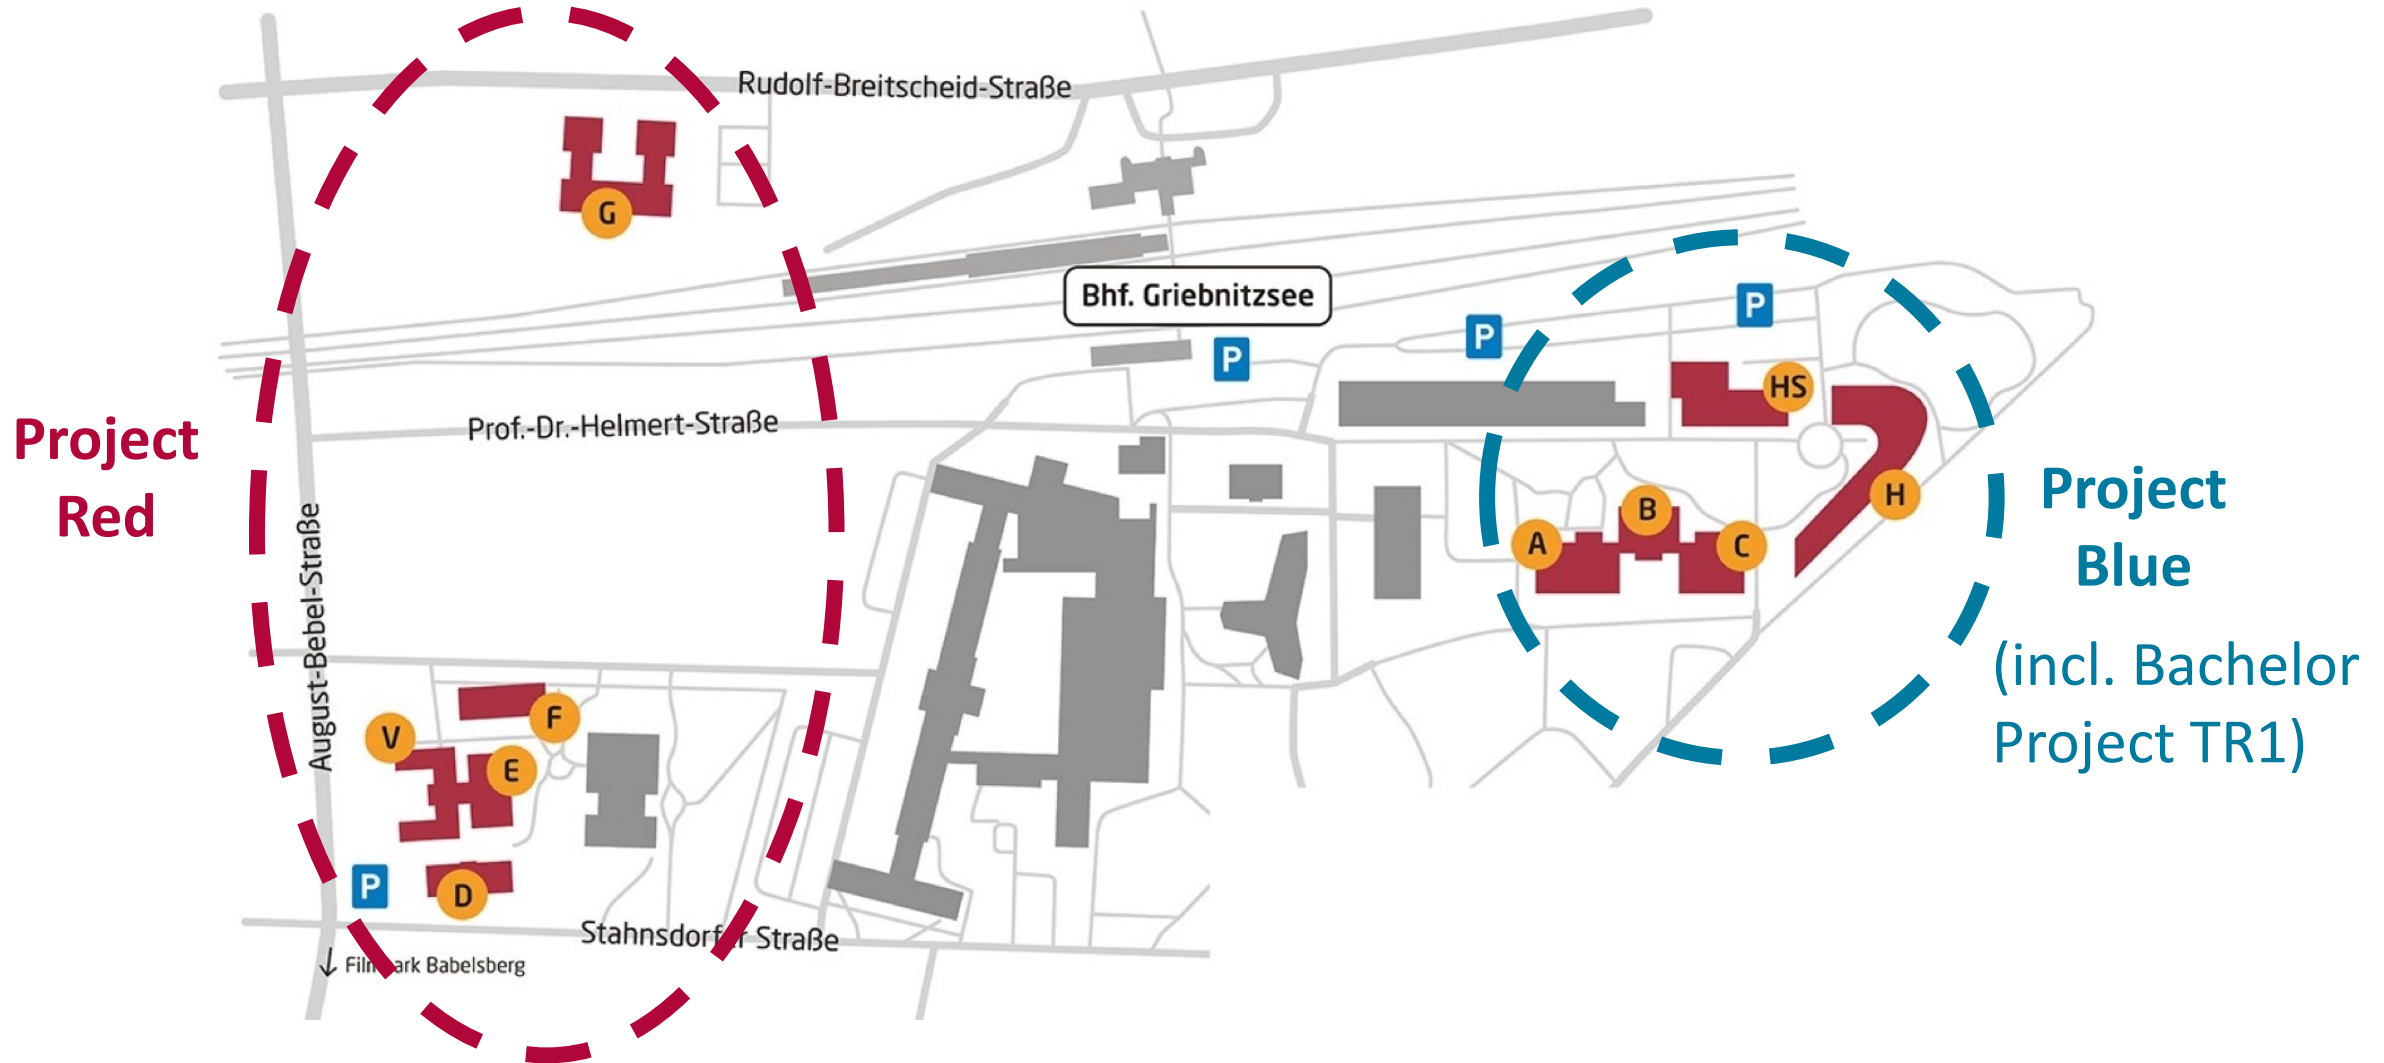 Rudolf-Breitscheid-Straße
G
Bhf. Griebnitzsee
P
P
P
HS
Project
Red
Prof.-Dr.-Helmert-Straße
H
Project
Blue
A
B
C
August-Bebel-Straße
(incl. Bachelor
Project TR1)
V
F
E
P
D
Stahnsdorfer Straße
↓ Filmpark Babelsberg